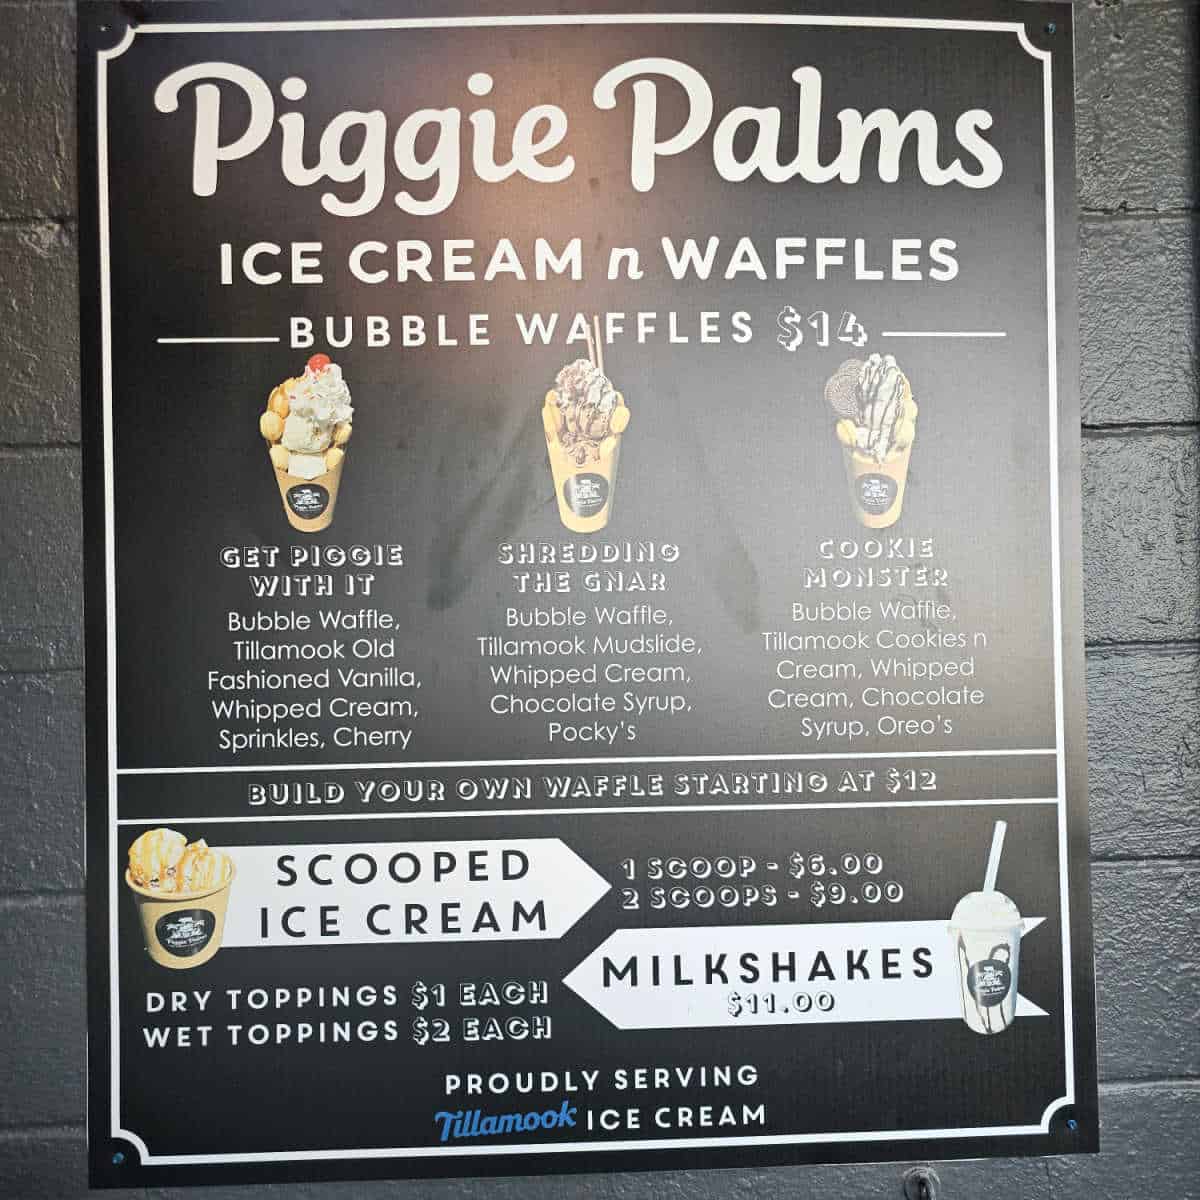 Piggie Palms
ICE CREAM n WAFFLES
BUBBLE WAFFLES $14
GET PIGGIE
WITH IT
Bubble Waffle,
Tillamook Old
Fashioned Vanilla,
Whipped Cream,
Sprinkles, Cherry
SHREDDING
THE GNAR
Bubble Waffle,
Tillamook Mudslide,
Whipped Cream,
Chocolate Syrup,
Pocky's
COOKIE
MONSTER
Bubble Waffle,
Tillamook Cookies n
Cream, Whipped
Cream, Chocolate
Syrup, Oreo's
BUILD YOUR OWN WAFFLE STARTING AT $12
SCOOPED
ICE CREAM
1 SCOOP - $6.00
2 SCOOPS - $9.00
MILKSHAKES
$11.00
DRY TOPPINGS $1 EACH
WET TOPPINGS $2 EACH
PROUDLY SERVING
Tillamook ICE CREAM